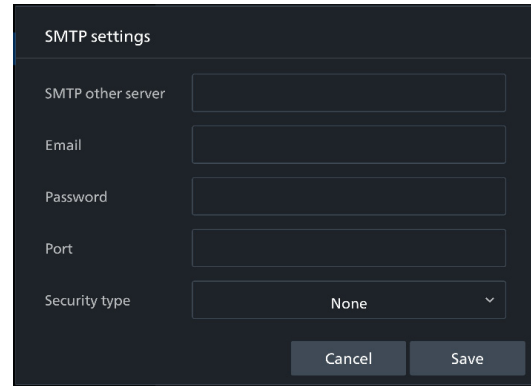 SMTP settings
SMTP other server
Email
Password
Port
Security type None
Cancel Save